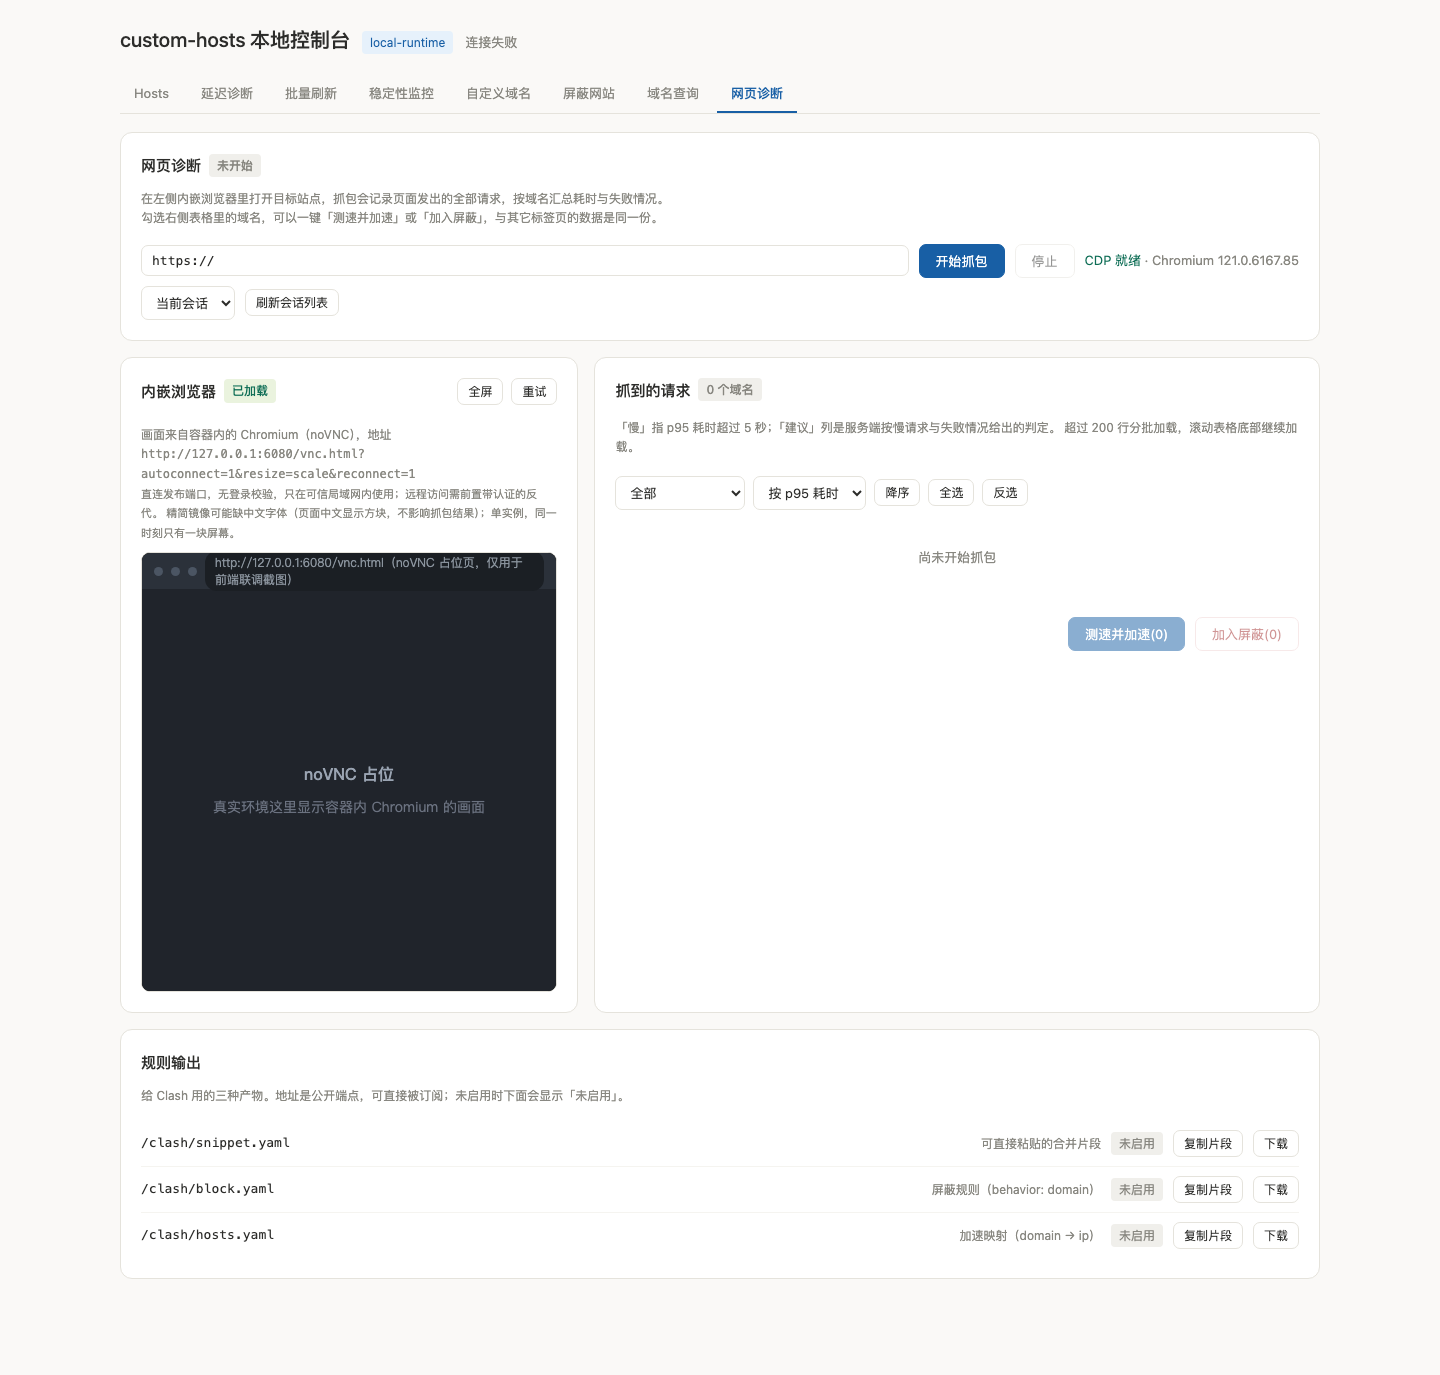 custom-hosts 本地控制台 local-runtime 连接失败
Hosts 延迟诊断 批量刷新 稳定性监控 自定义域名 屏蔽网站 域名查询 网页诊断
网页诊断 未开始
在左侧内嵌浏览器里打开目标站点，抓包会记录页面发出的全部请求，按域名汇总耗时与失败情况。
勾选右侧表格里的域名，可以一键「测速并加速」或「加入屏蔽」，与其它标签页的数据是同一份。
https:// 开始抓包 停止 CDP 就绪 · Chromium 121.0.6167.85
当前会话 刷新会话列表
内嵌浏览器 已加载 全屏 重试
画面来自容器内的 Chromium（noVNC），地址
http://127.0.0.1:6080/vnc.html?
autoconnect=1&resize=scale&reconnect=1
直连发布端口，无登录校验，只在可信局域网内使用；远程访问需前置带认证的反
代。 精简镜像可能缺中文字体（页面中文显示方块，不影响抓包结果）；单实例，同一
时刻只有一块屏幕。
http://127.0.0.1:6080/vnc.html（noVNC 占位页，仅用于
前端联调截图）
noVNC 占位
真实环境这里显示容器内 Chromium 的画面
抓到的请求 0 个域名
「慢」指 p95 耗时超过 5 秒；「建议」列是服务端按慢请求与失败情况给出的判定。 超过 200 行分批加载，滚动表格底部继续加
载。
全部 按 p95 耗时 降序 全选 反选
尚未开始抓包
测速并加速(0) 加入屏蔽(0)
规则输出
给 Clash 用的三种产物。地址是公开端点，可直接被订阅；未启用时下面会显示「未启用」。
/clash/snippet.yaml 可直接粘贴的合并片段 未启用 复制片段 下载
/clash/block.yaml 屏蔽规则（behavior: domain） 未启用 复制片段 下载
/clash/hosts.yaml 加速映射（domain → ip） 未启用 复制片段 下载